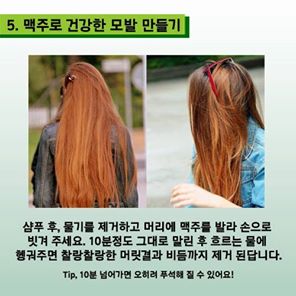 5. 맥주로 건강한 모발 만들기
샴푸 후, 물기를 제거하고 머리에 맥주를 발라 손으로
빗겨 주세요. 10분정도 그대로 말린 후 흐르는 물에
헹궈주면 찰랑찰랑한 머릿결과 비듬까지 제거 된답니다.
Tip, 10분 넘어가면 오히려 푸석해 질 수 있어요!